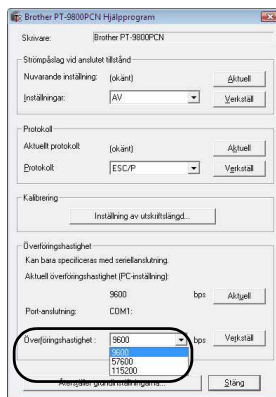 Brother PT-9800PCN Hjälpprogram
Skrivare: Brother PT-9800PCN
Strömpåslag vid anslutet tillstånd
Nuvarande inställning: (okänt) Aktuell
Inställningar: AV Verkställ
Protokoll
Aktuellt protokoll: (okänt) Aktuell
Protokoll: ESC/P Verkställ
Kalibrering
Inställning av utskriftslängd...
Överföringshastighet
Kan bara specificeras med seriellanslutning.
Aktuell överföringshastighet (PC-inställning):
9600 bps Aktuell
Port-anslutning: COM1:
Överföringshastighet : 9600 bps Verkställ
9600
57600
115200
Återställer grundinställningarna... Stäng